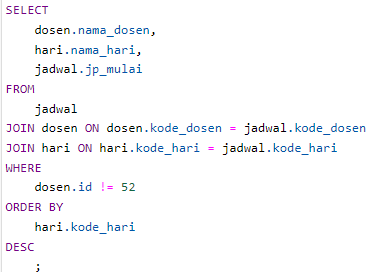 SELECT
dosen.nama_dosen,
hari.nama_hari,
jadwal.jp_mulai
FROM
jadwal
JOIN dosen ON dosen.kode_dosen = jadwal.kode_dosen
JOIN hari ON hari.kode_hari = jadwal.kode_hari
WHERE
dosen.id != 52
ORDER BY
hari.kode_hari
DESC
;